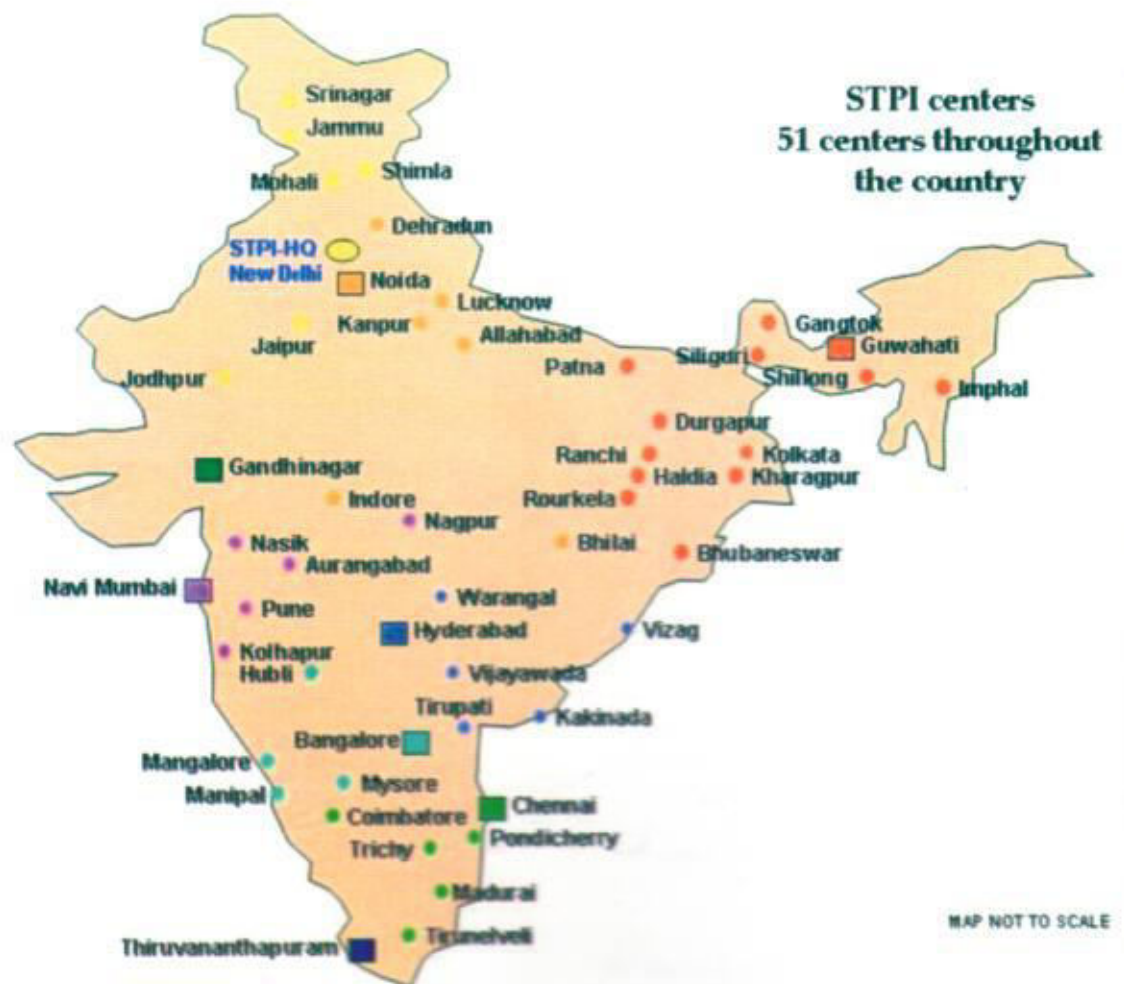 STPI centers
51 centers throughout
the country
Srinagar
Jammu
Shimla
Mohali
Dehradun
STPI-HQ
New Delhi
Noida
Lucknow
Kanpur
Allahabad
Jaipur
Jodhpur
Patna
Gangtok
Siliguri
Guwahati
Shillong
Imphal
Durgapur
Ranchi
Kolkata
Haldia
Kharagpur
Rourkela
Gandhinagar
Indore
Nagpur
Nasik
Bhilai
Bhubaneswar
Aurangabad
Navi Mumbai
Warangal
Pune
Hyderabad
Vizag
Kolhapur
Hubli
Vijayawada
Tirupati
Kakinada
Bangalore
Mangalore
Mysore
Manipal
Chennai
Coimbatore
Pondicherry
Trichy
Madurai
Tirunelveli
Thiruvananthapuram
MAP NOT TO SCALE